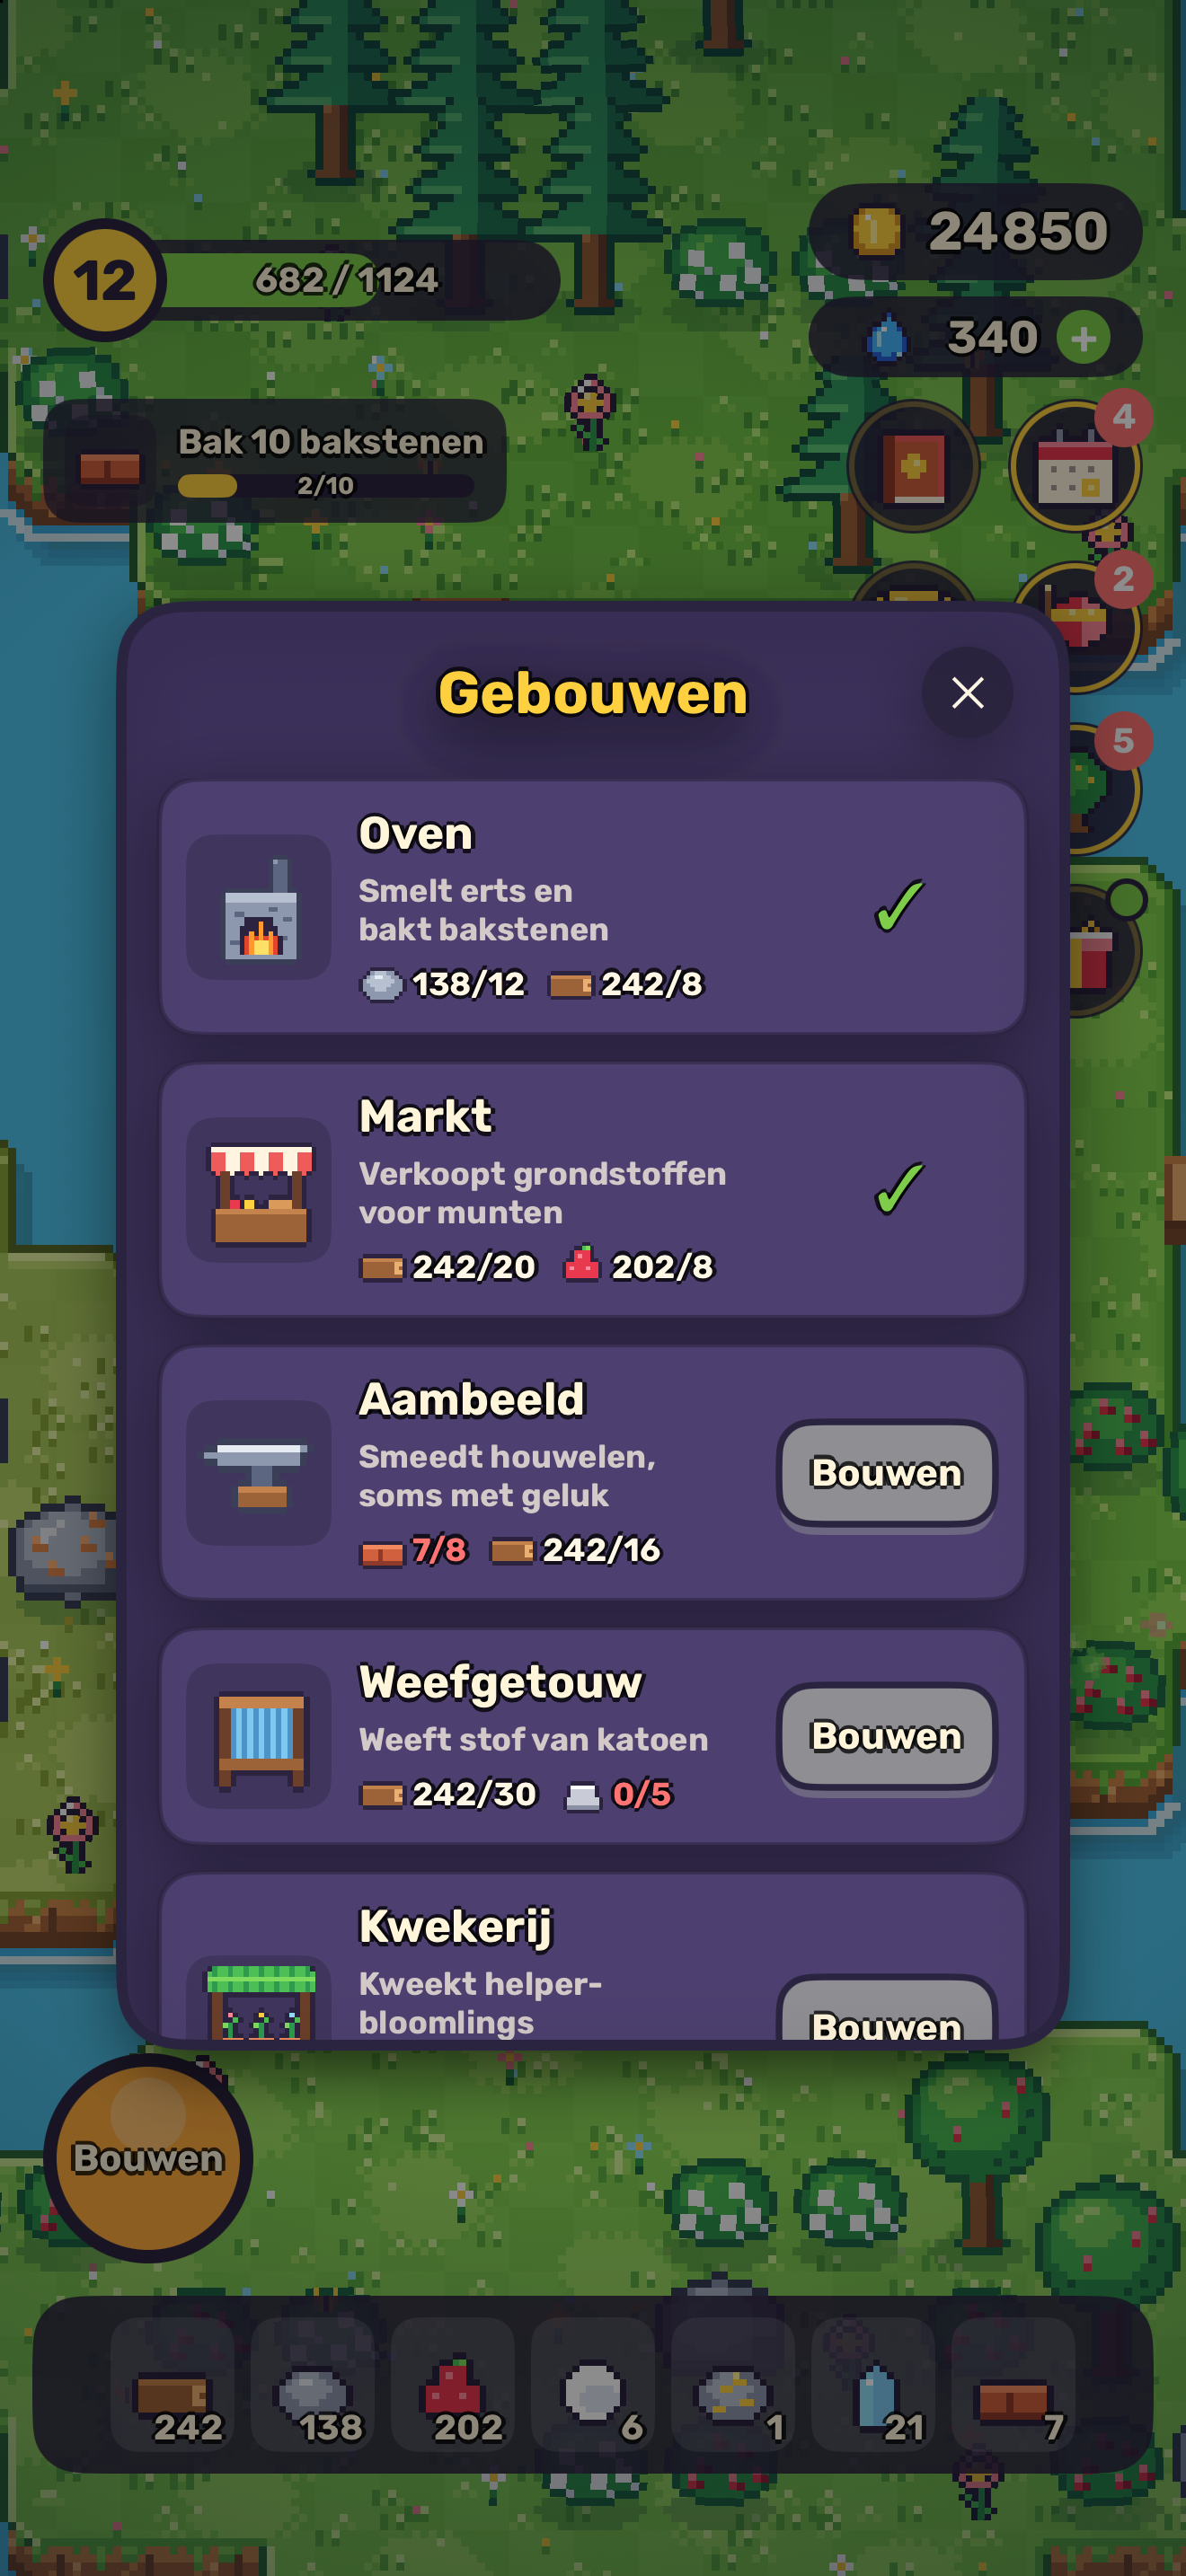 24850
12
682 / 1124
340
+
4
Bak 10 bakstenen
2/10
2
5
Gebouwen
Oven
Smelt erts en
bakt bakstenen
138/12 242/8
Markt
Verkoopt grondstoffen
voor munten
242/20 202/8
Aambeeld
Smeedt houwelen,
soms met geluk
7/8 242/16
Bouwen
Weefgetouw
Weeft stof van katoen
242/30 0/5
Bouwen
Kwekerij
Kweekt helper-
bloomlings
Bouwen
Bouwen
242 138 202 6 1 21 7